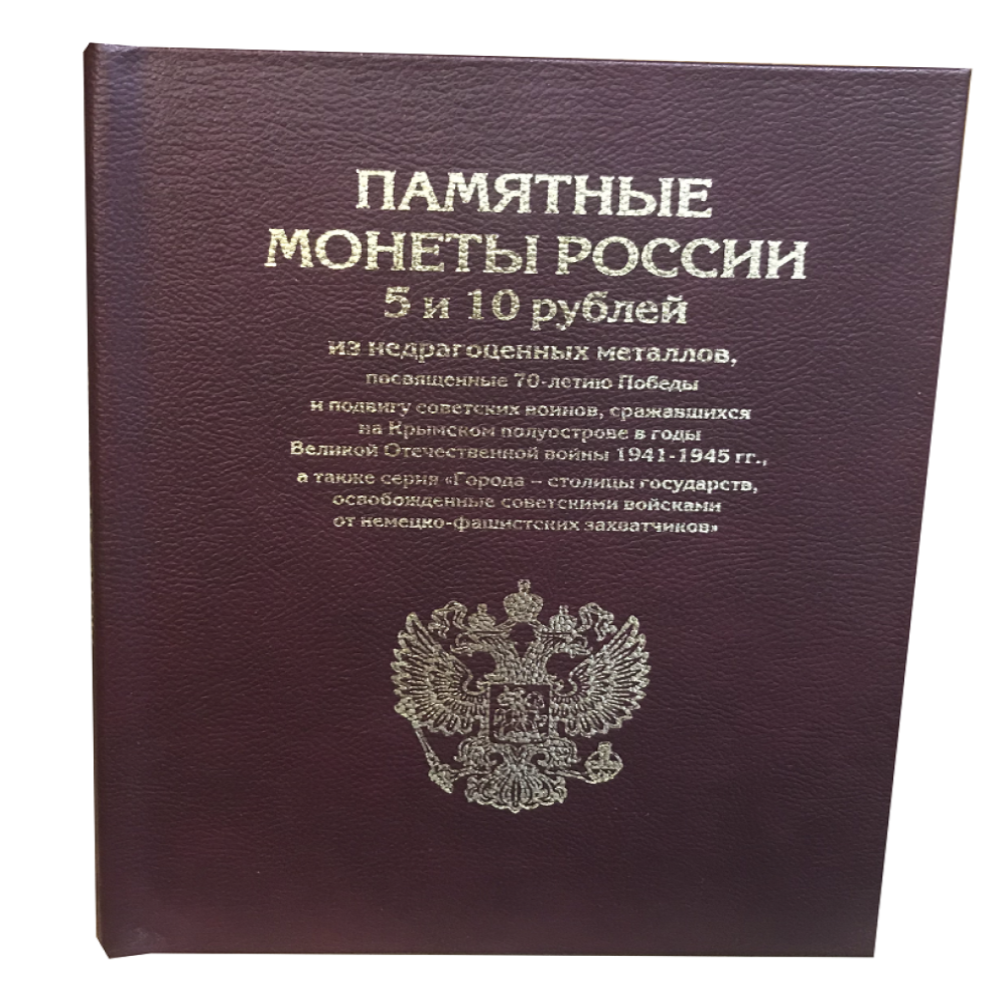 ПАМЯТНЫЕ
МОНЕТЫ РОССИИ
5 и 10 рублей
из недрагоценных металлов,
посвященные 70-летию Победы
и подвигу советских воинов, сражавшихся
на Крымском полуострове в годы
Великой Отечественной войны 1941-1945 гг.,
а также серия «Города – столицы государств,
освобожденные советскими войсками
от немецко-фашистских захватчиков»